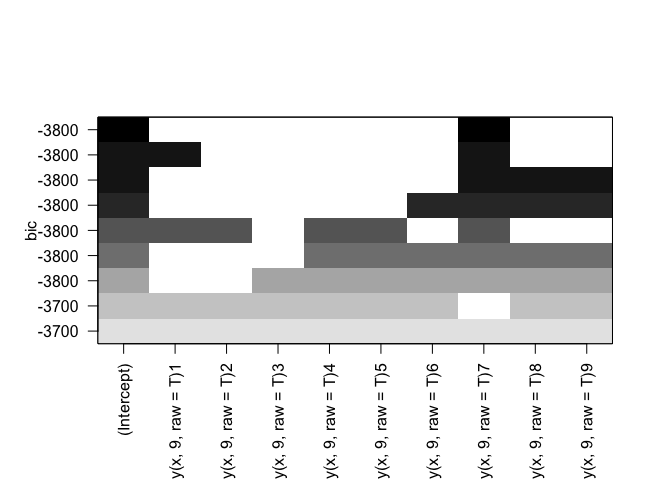 bic
-3800
-3800
-3800
-3800
-3800
-3800
-3800
-3700
-3700
(Intercept)
y(x, 9, raw = T)1
y(x, 9, raw = T)2
y(x, 9, raw = T)3
y(x, 9, raw = T)4
y(x, 9, raw = T)5
y(x, 9, raw = T)6
y(x, 9, raw = T)7
y(x, 9, raw = T)8
y(x, 9, raw = T)9